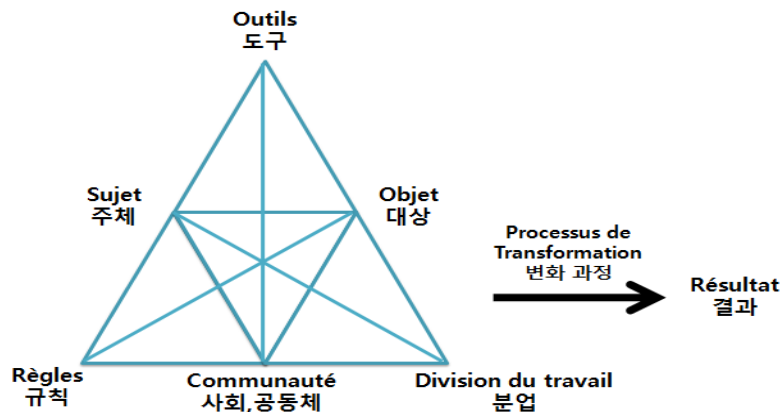 Outils
도구
Sujet
주체
Objet
대상
Processus de
Transformation
변화 과정
Résultat
결과
Règles
규칙
Communauté
사회,공동체
Division du travail
분업